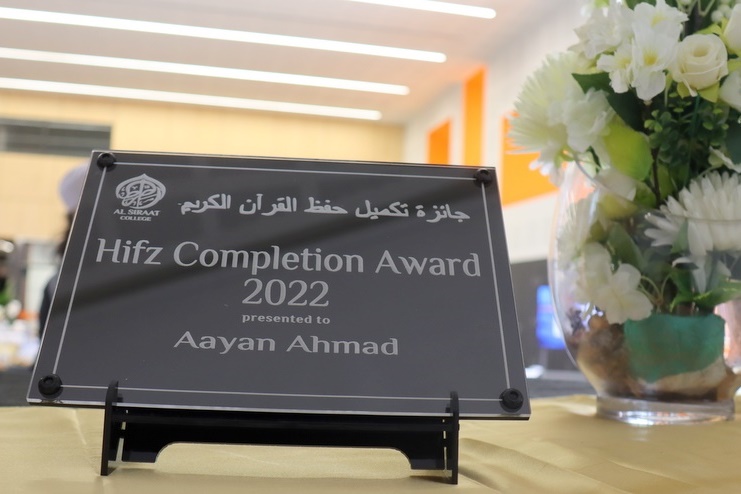 AL SIRAAT
COLLEGE
جائزة تكميل حفظ القرآن الكريم
Hifz Completion Award
2022
presented to
Aayan Ahmad